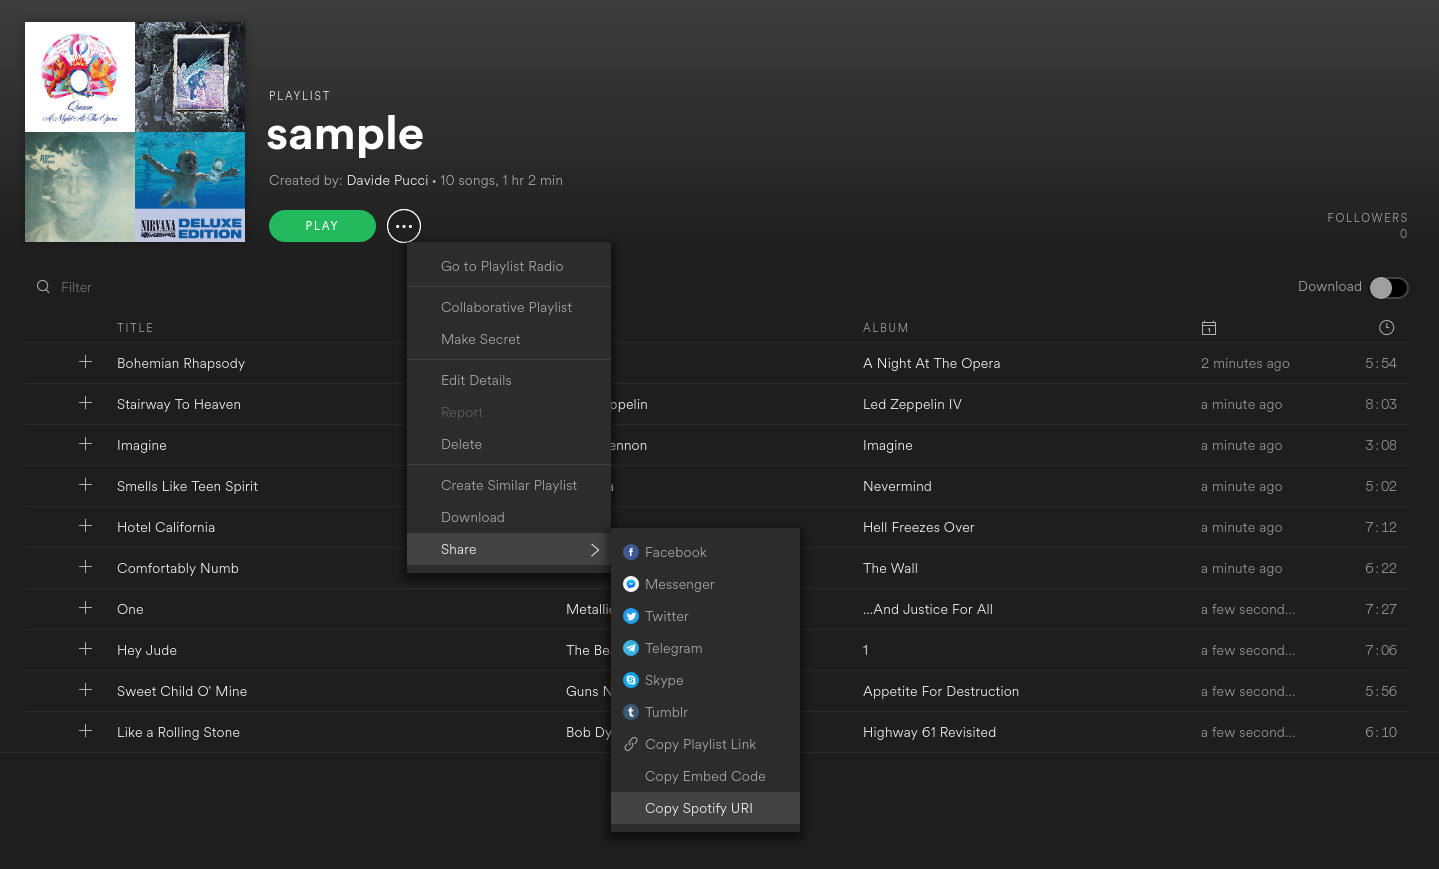 Queen
A Night At The Opera
NIRVANA DELUXE
NEVERMIND EDITION
PLAYLIST
sample
Created by: Davide Pucci • 10 songs, 1 hr 2 min
PLAY
FOLLOWERS
0
Go to Playlist Radio
Collaborative Playlist
Make Secret
Edit Details
Report
Delete
Create Similar Playlist
Download
Share
Facebook
Messenger
Twitter
Telegram
Skype
Tumblr
Copy Playlist Link
Copy Embed Code
Copy Spotify URI
Filter
Download
TITLE ALBUM
Bohemian Rhapsody A Night At The Opera 2 minutes ago 5:54
Stairway To Heaven ppelin Led Zeppelin IV a minute ago 8:03
Imagine ennon Imagine a minute ago 3:08
Smells Like Teen Spirit a Nevermind a minute ago 5:02
Hotel California Hell Freezes Over a minute ago 7:12
Comfortably Numb The Wall a minute ago 6:22
One Metallic ...And Justice For All a few second... 7:27
Hey Jude The Be 1 a few second... 7:06
Sweet Child O' Mine Guns N Appetite For Destruction a few second... 5:56
Like a Rolling Stone Bob Dy Highway 61 Revisited a few second... 6:10